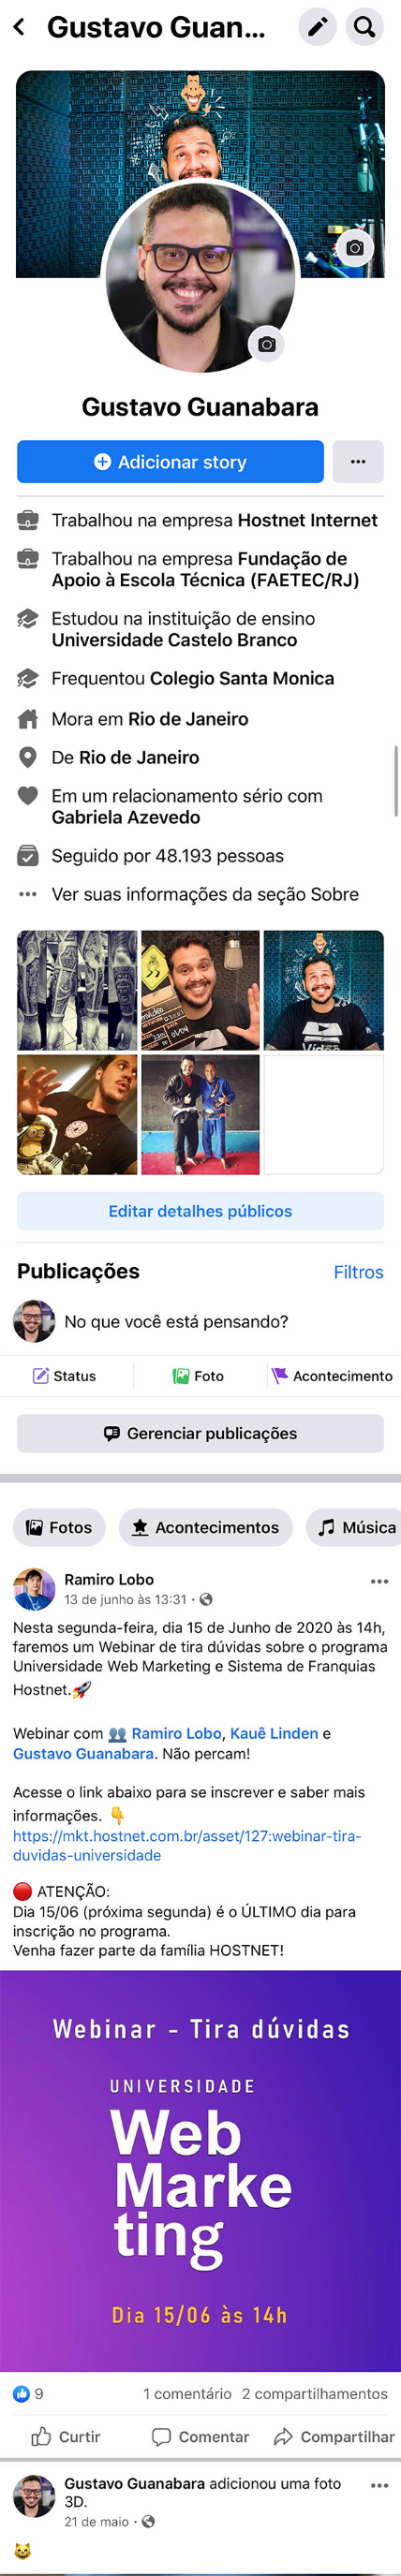 Gustavo Guan...
Gustavo Guanabara
Adicionar story
Trabalhou na empresa Hostnet Internet
Trabalhou na empresa Fundação de
Apoio à Escola Técnica (FAETEC/RJ)
Estudou na instituição de ensino
Universidade Castelo Branco
Frequentou Colegio Santa Monica
Mora em Rio de Janeiro
De Rio de Janeiro
Em um relacionamento sério com
Gabriela Azevedo
Seguido por 48.193 pessoas
Ver suas informações da seção Sobre
Editar detalhes públicos
Publicações
Filtros
No que você está pensando?
Status
Foto
Acontecimento
Gerenciar publicações
Fotos
Acontecimentos
Música
Ramiro Lobo
13 de junho às 13:31 ·
Nesta segunda-feira, dia 15 de Junho de 2020 às 14h,
faremos um Webinar de tira dúvidas sobre o programa
Universidade Web Marketing e Sistema de Franquias
Hostnet.🚀
Webinar com 👥 Ramiro Lobo, Kauê Linden e
Gustavo Guanabara. Não percam!
Acesse o link abaixo para se inscrever e saber mais
informações. 👇
https://mkt.hostnet.com.br/asset/127:webinar-tira-
duvidas-universidade
🔴 ATENÇÃO:
Dia 15/06 (próxima segunda) é o ÚLTIMO dia para
inscrição no programa.
Venha fazer parte da família HOSTNET!
Webinar - Tira dúvidas
UNIVERSIDADE
Web
Marke
ting
Dia 15/06 às 14h
9
1 comentário 2 compartilhamentos
Curtir
Comentar
Compartilhar
Gustavo Guanabara adicionou uma foto
3D.
21 de maio ·
😺